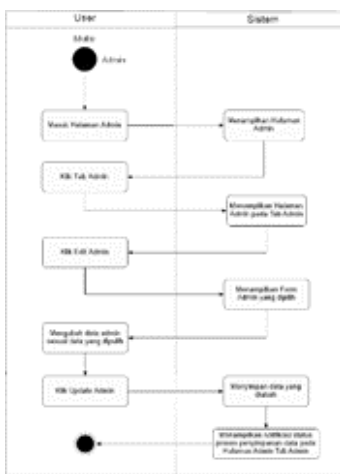 User
Sistem
Mulai
Admin
Masuk Halaman Admin
Menampilkan Halaman
Admin
Klik Tab Admin
Menampilkan Halaman
Admin pada Tab Admin
Klik Edit Admin
Menampilkan Form
Admin yang dipilih
Mengubah data admin
sesuai data yang dipilih
Klik Update Admin
Menyimpan data yang
diubah
Menampilkan notifikasi status
proses penyimpanan data pada
Halaman Admin Tab Admin